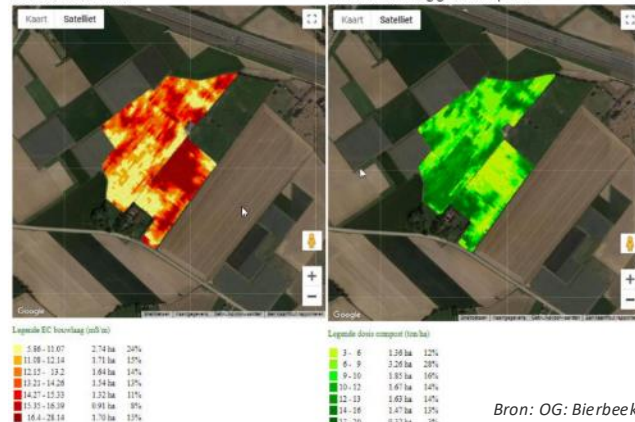 Kaart Satelliet
Kaart Satelliet
Google
Google
Legende EC bouwlaag (mS/m)
5.86 - 11.07 2.74 ha 24%
11.08 - 12.14 1.71 ha 15%
12.15 - 13.2 1.64 ha 14%
13.21 - 14.26 1.54 ha 13%
14.27 - 15.33 1.32 ha 11%
15.35 - 16.39 0.91 ha 8%
16.4 - 28.14 1.70 ha 15%
Legende dosis compost (ton/ha)
3 - 6 1.36 ha 12%
6 - 9 3.26 ha 28%
9 - 10 1.85 ha 16%
10 - 12 1.67 ha 14%
12 - 13 1.63 ha 14%
14 - 16 1.47 ha 13%
Bron: OG: Bierbeek